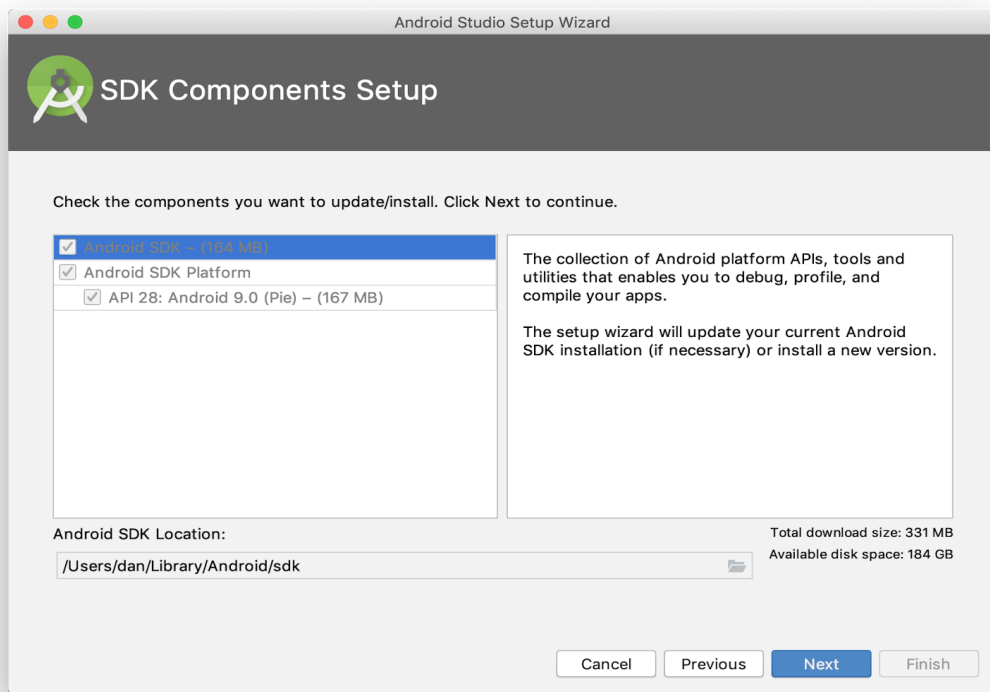 Android Studio Setup Wizard
SDK Components Setup
Check the components you want to update/install. Click Next to continue.
Android SDK – (164 MB)
Android SDK Platform
API 28: Android 9.0 (Pie) – (167 MB)
The collection of Android platform APIs, tools and
utilities that enables you to debug, profile, and
compile your apps.
The setup wizard will update your current Android
SDK installation (if necessary) or install a new version.
Android SDK Location:
/Users/dan/Library/Android/sdk
Total download size: 331 MB
Available disk space: 184 GB
Cancel
Previous
Next
Finish